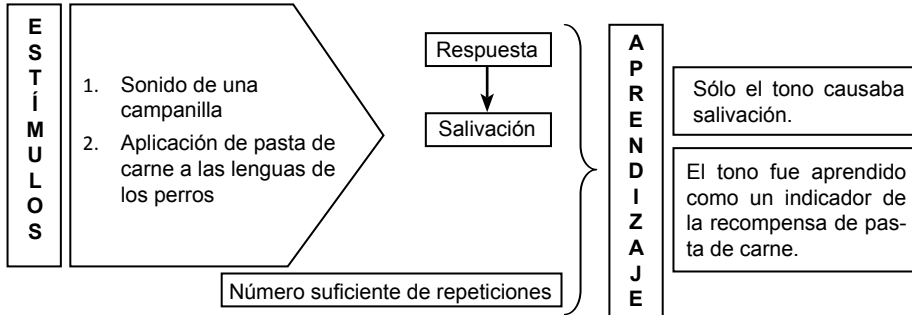 ESTÍMULOS
1. Sonido de una
campanilla
2. Aplicación de pasta de
carne a las lenguas de
los perros
Respuesta
Salivación
Número suficiente de repeticiones
APRENDIZAJE
Sólo el tono causaba
salivación.
El tono fue aprendido
como un indicador de
la recompensa de pas-
ta de carne.